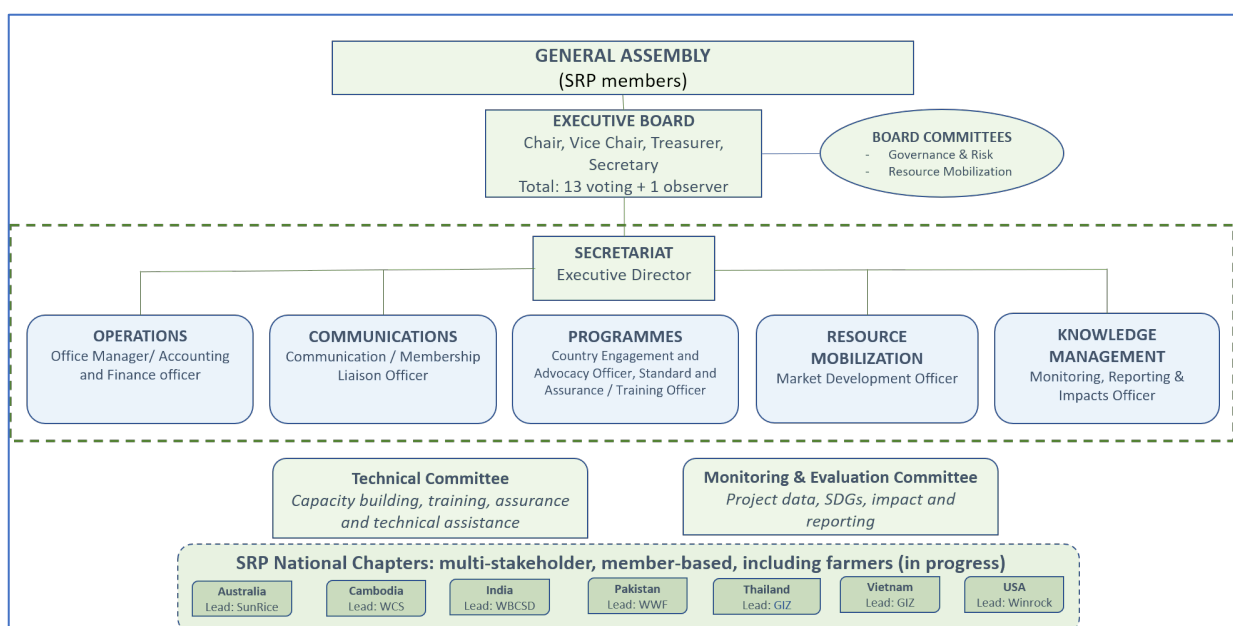 GENERAL ASSEMBLY
(SRP members)
EXECUTIVE BOARD
Chair, Vice Chair, Treasurer,
Secretary
Total: 13 voting + 1 observer
BOARD COMMITTEES
- Governance & Risk
- Resource Mobilization
SECRETARIAT
Executive Director
OPERATIONS
Office Manager/ Accounting
and Finance officer
COMMUNICATIONS
Communication / Membership
Liaison Officer
PROGRAMMES
Country Engagement and
Advocacy Officer, Standard and
Assurance / Training Officer
RESOURCE
MOBILIZATION
Market Development Officer
KNOWLEDGE
MANAGEMENT
Monitoring, Reporting &
Impacts Officer
Technical Committee
Capacity building, training, assurance
and technical assistance
Monitoring & Evaluation Committee
Project data, SDGs, impact and
reporting
SRP National Chapters: multi-stakeholder, member-based, including farmers (in progress)
Australia
Lead: SunRice
Cambodia
Lead: WCS
India
Lead: WBCSD
Pakistan
Lead: WWF
Thailand
Lead: GIZ
Vietnam
Lead: GIZ
USA
Lead: Winrock